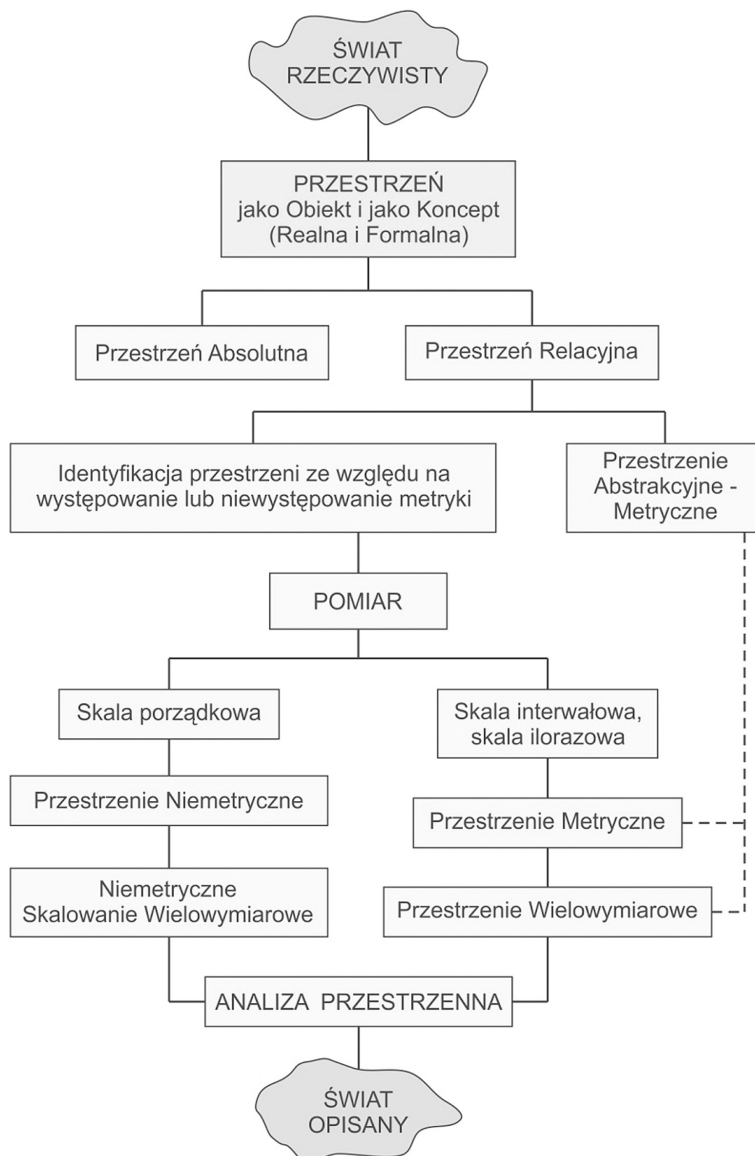 ŚWIAT
RZECZYWISTY
PRZESTRZEŃ
jako Obiekt i jako Koncept
(Realna i Formalna)
Przestrzeń Absolutna
Przestrzeń Relacyjna
Identyfikacja przestrzeni ze względu na
występowanie lub niewystępowanie metryki
Przestrzenie
Abstrakcyjne -
Metryczne
POMIAR
Skala porządkowa
Skala interwałowa,
skala ilorazowa
Przestrzenie Niemetryczne
Przestrzenie Metryczne
Niemetryczne
Skalowanie Wielowymiarowe
Przestrzenie Wielowymiarowe
ANALIZA PRZESTRZENNA
ŚWIAT
OPISANY